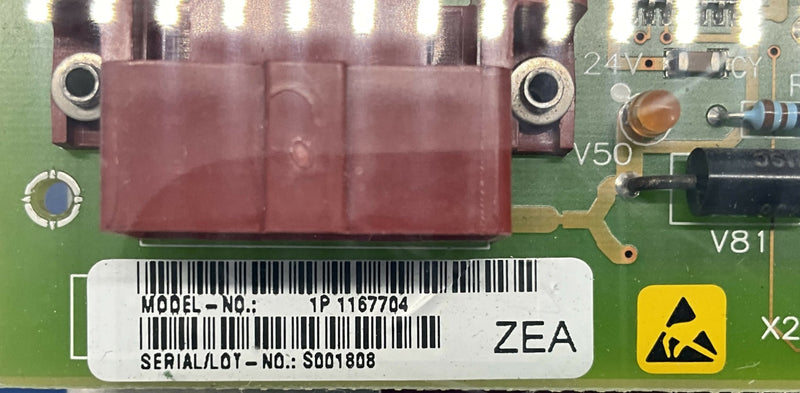 24V
CY
R
V50
V81
MODEL-NO.: 1P 1167704
SERIAL/LOT-NO.: S001808
ZEA
X2